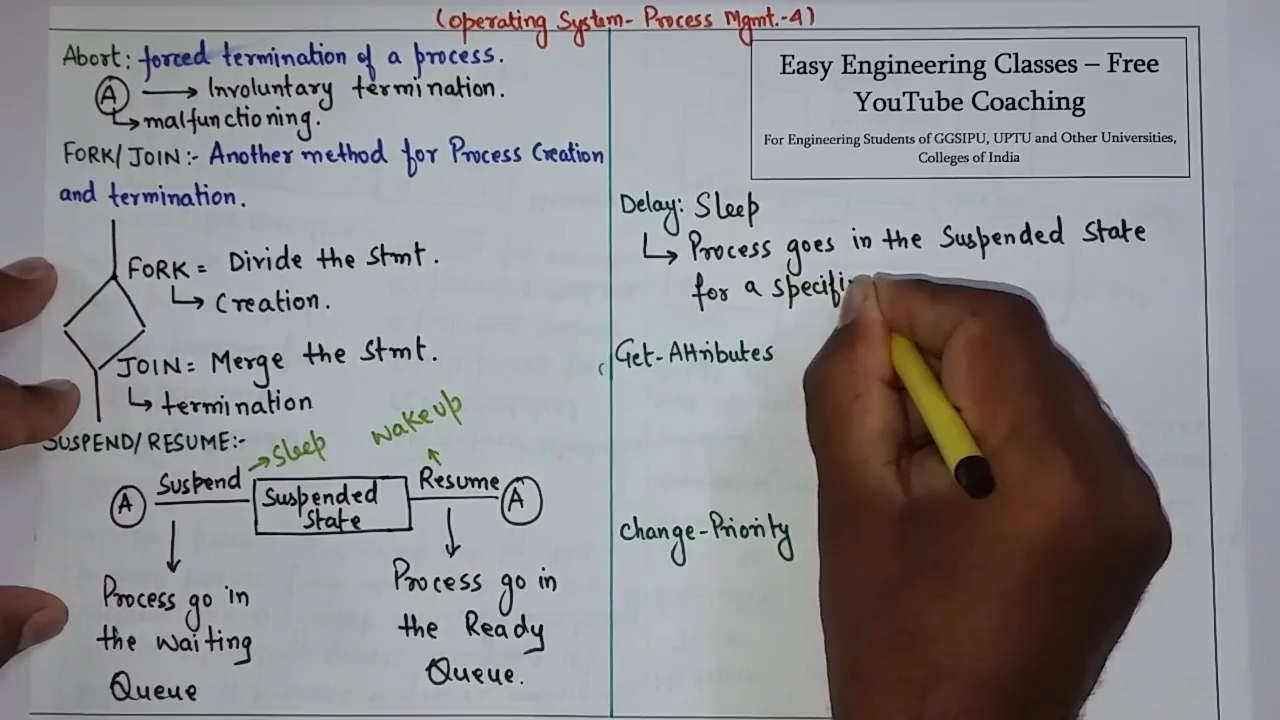 (Operating System- Process Mgmt.-4)
Abort: forced termination of a process.
A → Involuntary termination.
↳ malfunctioning.
FORK/JOIN:- Another method for Process Creation
and termination.
FORK = Divide the Stmt.
↳ Creation.
JOIN = Merge the Stmt.
↳ termination
SUSPEND/RESUME:-
→ Sleep
wakeup
A Suspend Suspended State Resume A
Process go in
the waiting
Queue
Process go in
the Ready
Queue.
Easy Engineering Classes – Free
YouTube Coaching
For Engineering Students of GGSIPU, UPTU and Other Universities,
Colleges of India
Delay: Sleep
↳ Process goes in the Suspended State
for a specifi
Get-Attributes
Change-Priority